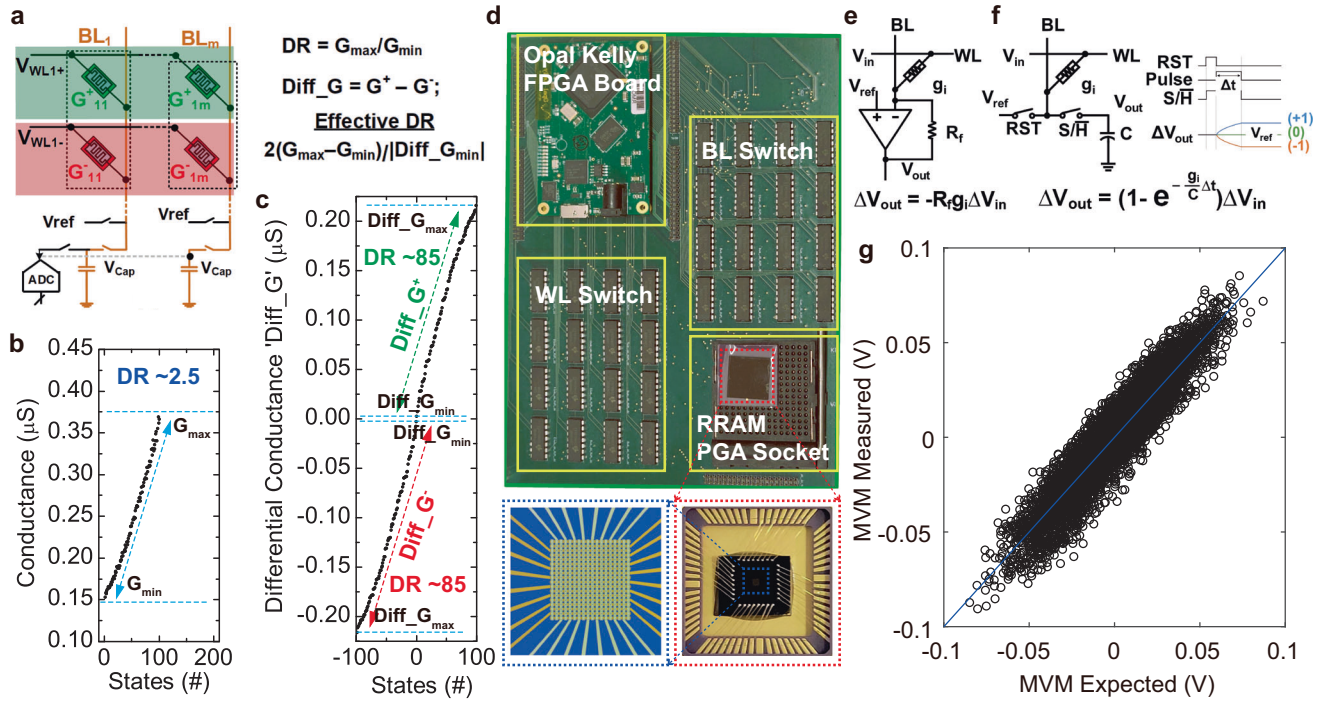 a
BL1
BLm
VWL1+
G+11
G+1m
VWL1-
G-11
G-1m
Vref
Vref
ADC
VCap
VCap
DR = Gmax/Gmin
Diff_G = G+ – G-;
Effective DR
2(Gmax–Gmin)/|Diff_Gmin|
b
Conductance (µS)
0.45
0.40
0.35
0.30
0.25
0.20
0.15
0.10
DR ~2.5
Gmax
Gmin
0
100
200
States (#)
c
Differential Conductance 'Diff_G' (µS)
0.20
0.15
0.10
0.05
0.00
-0.05
-0.10
-0.15
-0.20
Diff_Gmax
DR ~85
Diff_G+
Diff_Gmin
Diff_Gmin
Diff_G-
DR ~85
Diff_Gmax
-100
0
100
States (#)
d
Opal Kelly
FPGA Board
BL Switch
WL Switch
RRAM
PGA Socket
e
BL
Vin
WL
gi
Vref
+
-
Rf
Vout
ΔVout = -RfgiΔVin
f
BL
Vin
WL
gi
Vref
Vout
RST
S/H̅
C
RST
Pulse
Δt
S/H̅
ΔVout
Vref
(+1)
(0)
(-1)
ΔVout = (1- e-gi/CΔt)ΔVin
g
MVM Measured (V)
0.1
0.05
0
-0.05
-0.1
-0.1
-0.05
0
0.05
0.1
MVM Expected (V)